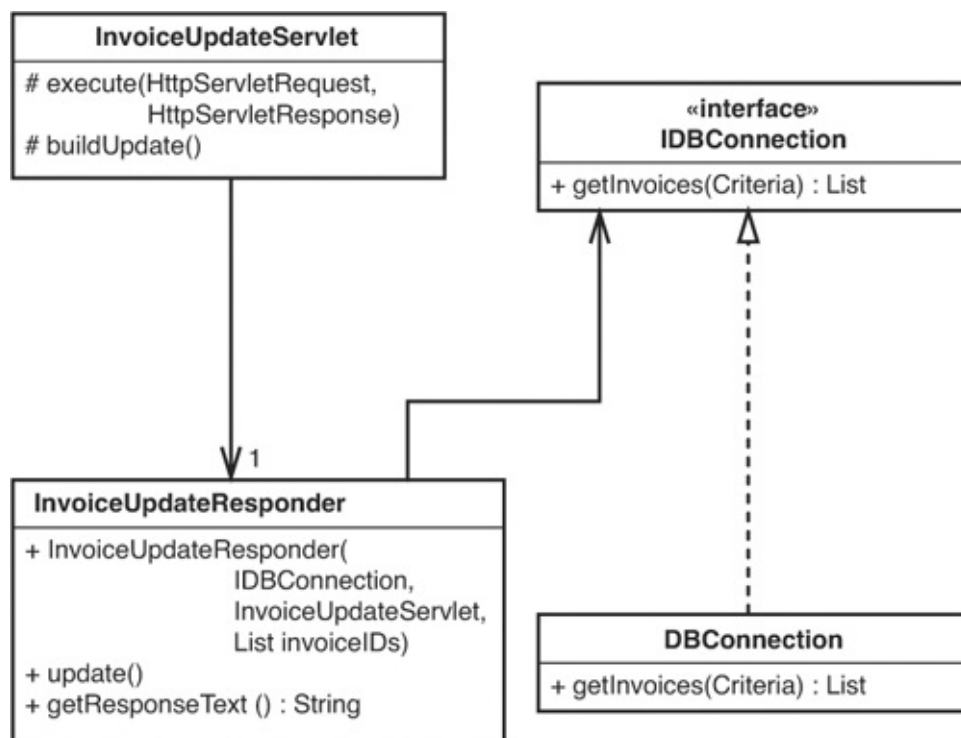 InvoiceUpdateServlet
# execute(HttpServletRequest,
HttpServletResponse)
# buildUpdate()
«interface»
IDBConnection
+ getInvoices(Criteria) : List
1
InvoiceUpdateResponder
+ InvoiceUpdateResponder(
IDBConnection,
InvoiceUpdateServlet,
List invoiceIDs)
+ update()
+ getResponseText () : String
DBConnection
+ getInvoices(Criteria) : List